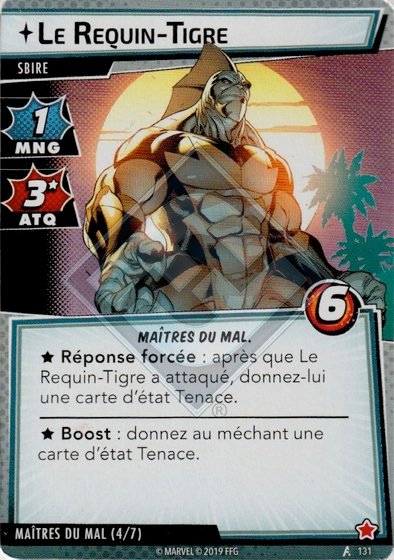 Le Requin-Tigre
SBIRE
1
MNG
3
ATQ
6
MAÎTRES DU MAL.
Réponse forcée : après que Le
Requin-Tigre a attaqué, donnez-lui
une carte d'état Tenace.
Boost : donnez au méchant une
carte d'état Tenace.
MAÎTRES DU MAL (4/7)
© MARVEL © 2019 FFG
A 131